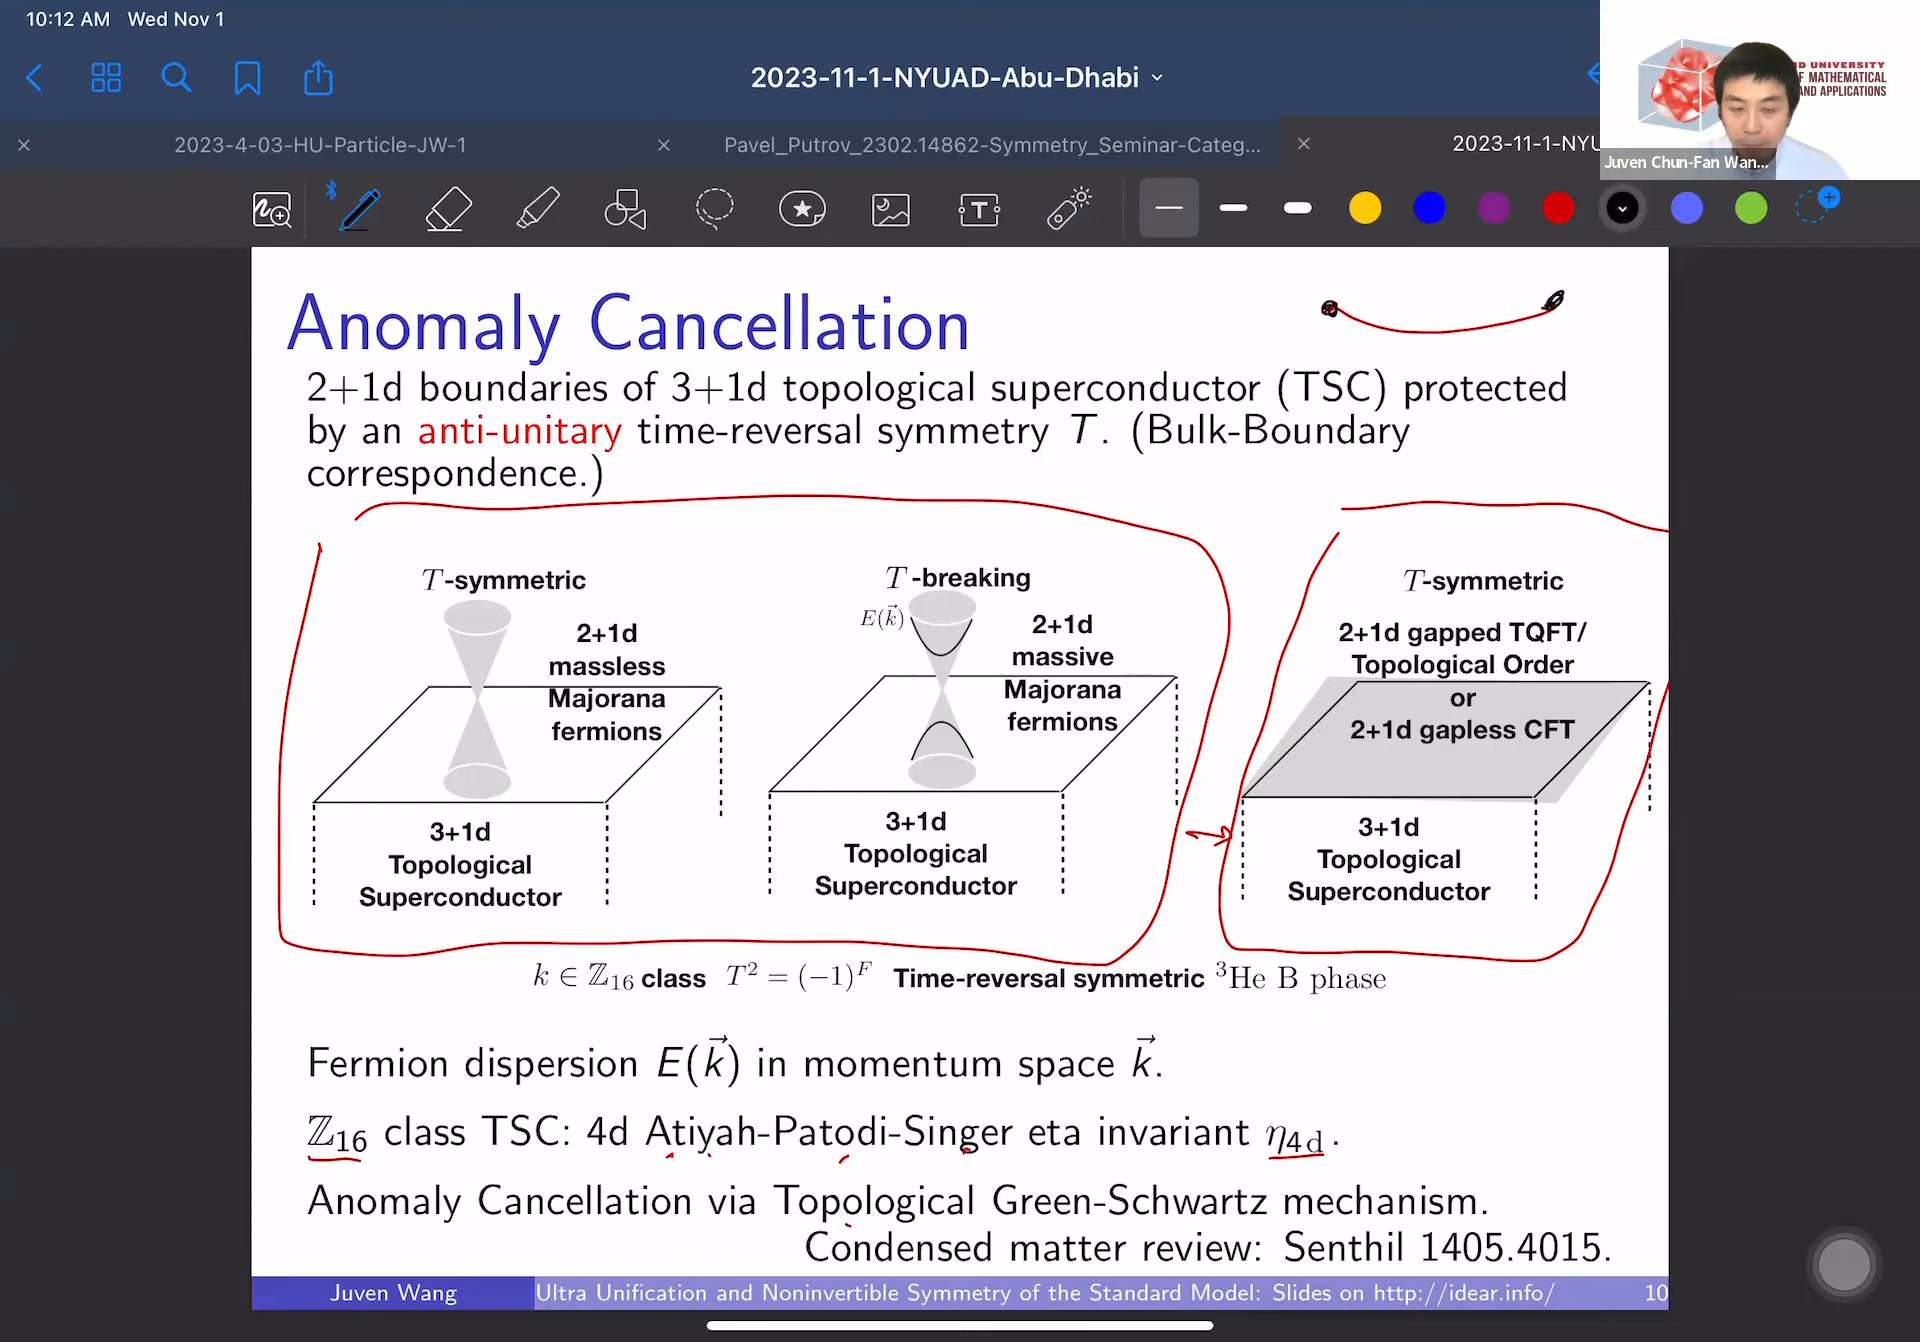 10:12 AM Wed Nov 1
2023-11-1-NYUAD-Abu-Dhabi
D UNIVERSITY
F MATHEMATICAL
AND APPLICATIONS
Juven Chun-Fan Wan...
2023-4-03-HU-Particle-JW-1
Pavel_Putrov_2302.14862-Symmetry_Seminar-Categ...
2023-11-1-NYU
Anomaly Cancellation
2+1d boundaries of 3+1d topological superconductor (TSC) protected
by an anti-unitary time-reversal symmetry T. (Bulk-Boundary
correspondence.)
T-symmetric
2+1d
massless
Majorana
fermions
3+1d
Topological
Superconductor
T-breaking
E(k⃗)
2+1d
massive
Majorana
fermions
3+1d
Topological
Superconductor
T-symmetric
2+1d gapped TQFT/
Topological Order
or
2+1d gapless CFT
3+1d
Topological
Superconductor
k ∈ ℤ₁₆ class T² = (−1)^F Time-reversal symmetric ³He B phase
Fermion dispersion E(k⃗) in momentum space k⃗.
ℤ₁₆ class TSC: 4d Atiyah-Patodi-Singer eta invariant η₄d.
Anomaly Cancellation via Topological Green-Schwartz mechanism.
Condensed matter review: Senthil 1405.4015.
Juven Wang
Ultra Unification and Noninvertible Symmetry of the Standard Model: Slides on http://idear.info/
10